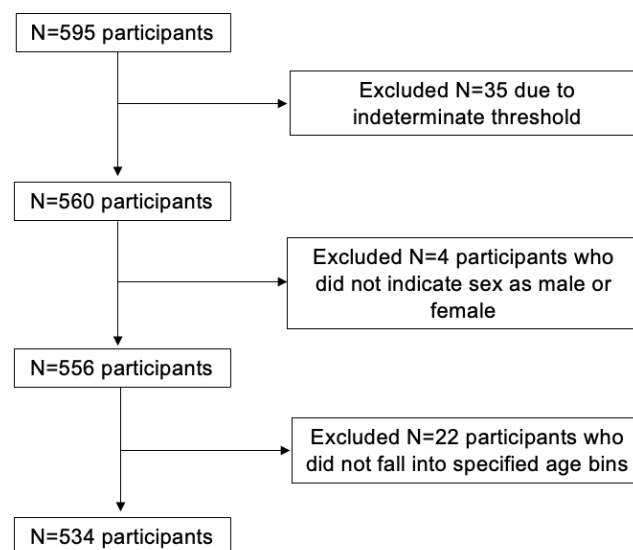 N=595 participants
Excluded N=35 due to
indeterminate threshold
N=560 participants
Excluded N=4 participants who
did not indicate sex as male or
female
N=556 participants
Excluded N=22 participants who
did not fall into specified age bins
N=534 participants